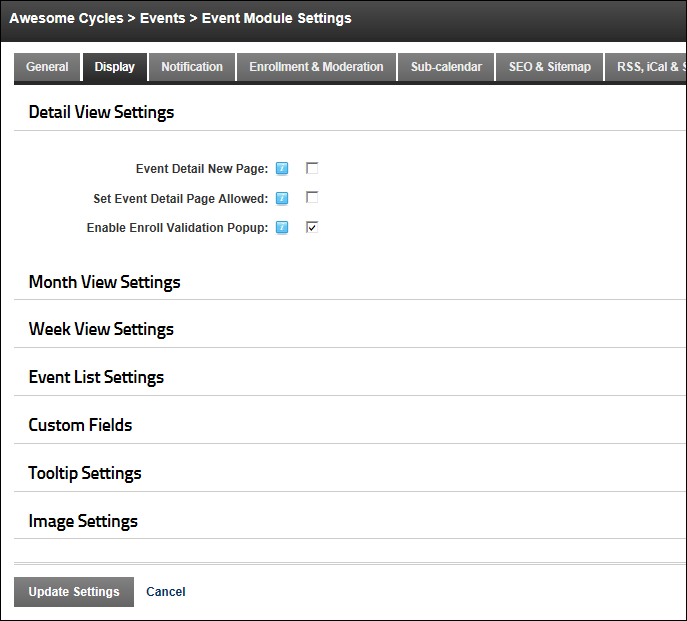 Awesome Cycles > Events > Event Module Settings
General Display Notification Enrollment & Moderation Sub-calendar SEO & Sitemap RSS, iCal &
Detail View Settings
Event Detail New Page:
Set Event Detail Page Allowed:
Enable Enroll Validation Popup:
Month View Settings
Week View Settings
Event List Settings
Custom Fields
Tooltip Settings
Image Settings
Update Settings Cancel